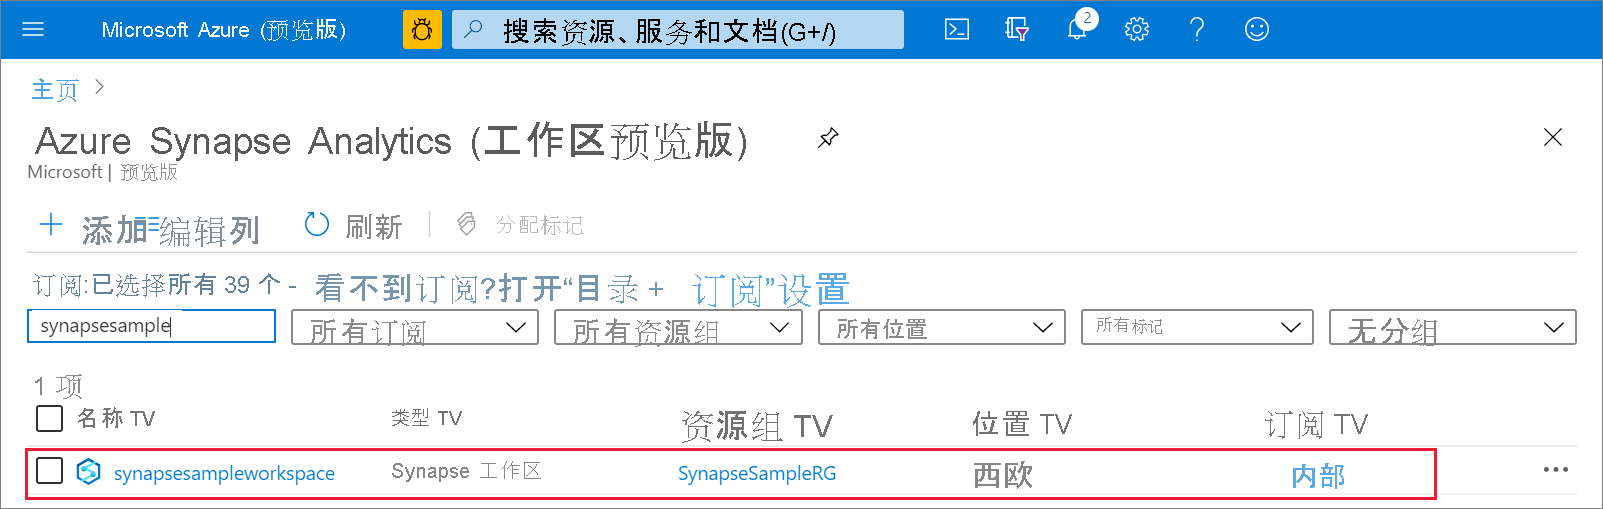 Microsoft Azure (预览版) 搜索资源、服务和文档(G+/) 2
主页 >
Azure Synapse Analytics (工作区预览版)
Microsoft | 预览版
+ 添加 编辑列 刷新 分配标记
订阅:已选择所有 39 个 - 看不到订阅?打开“目录 + 订阅”设置
synapsesample 所有订阅 所有资源组 所有位置 所有标记 无分组
1 项
名称 TV 类型 TV 资源组 TV 位置 TV 订阅 TV
synapsesampleworkspace Synapse 工作区 SynapseSampleRG 西欧 内部 ...